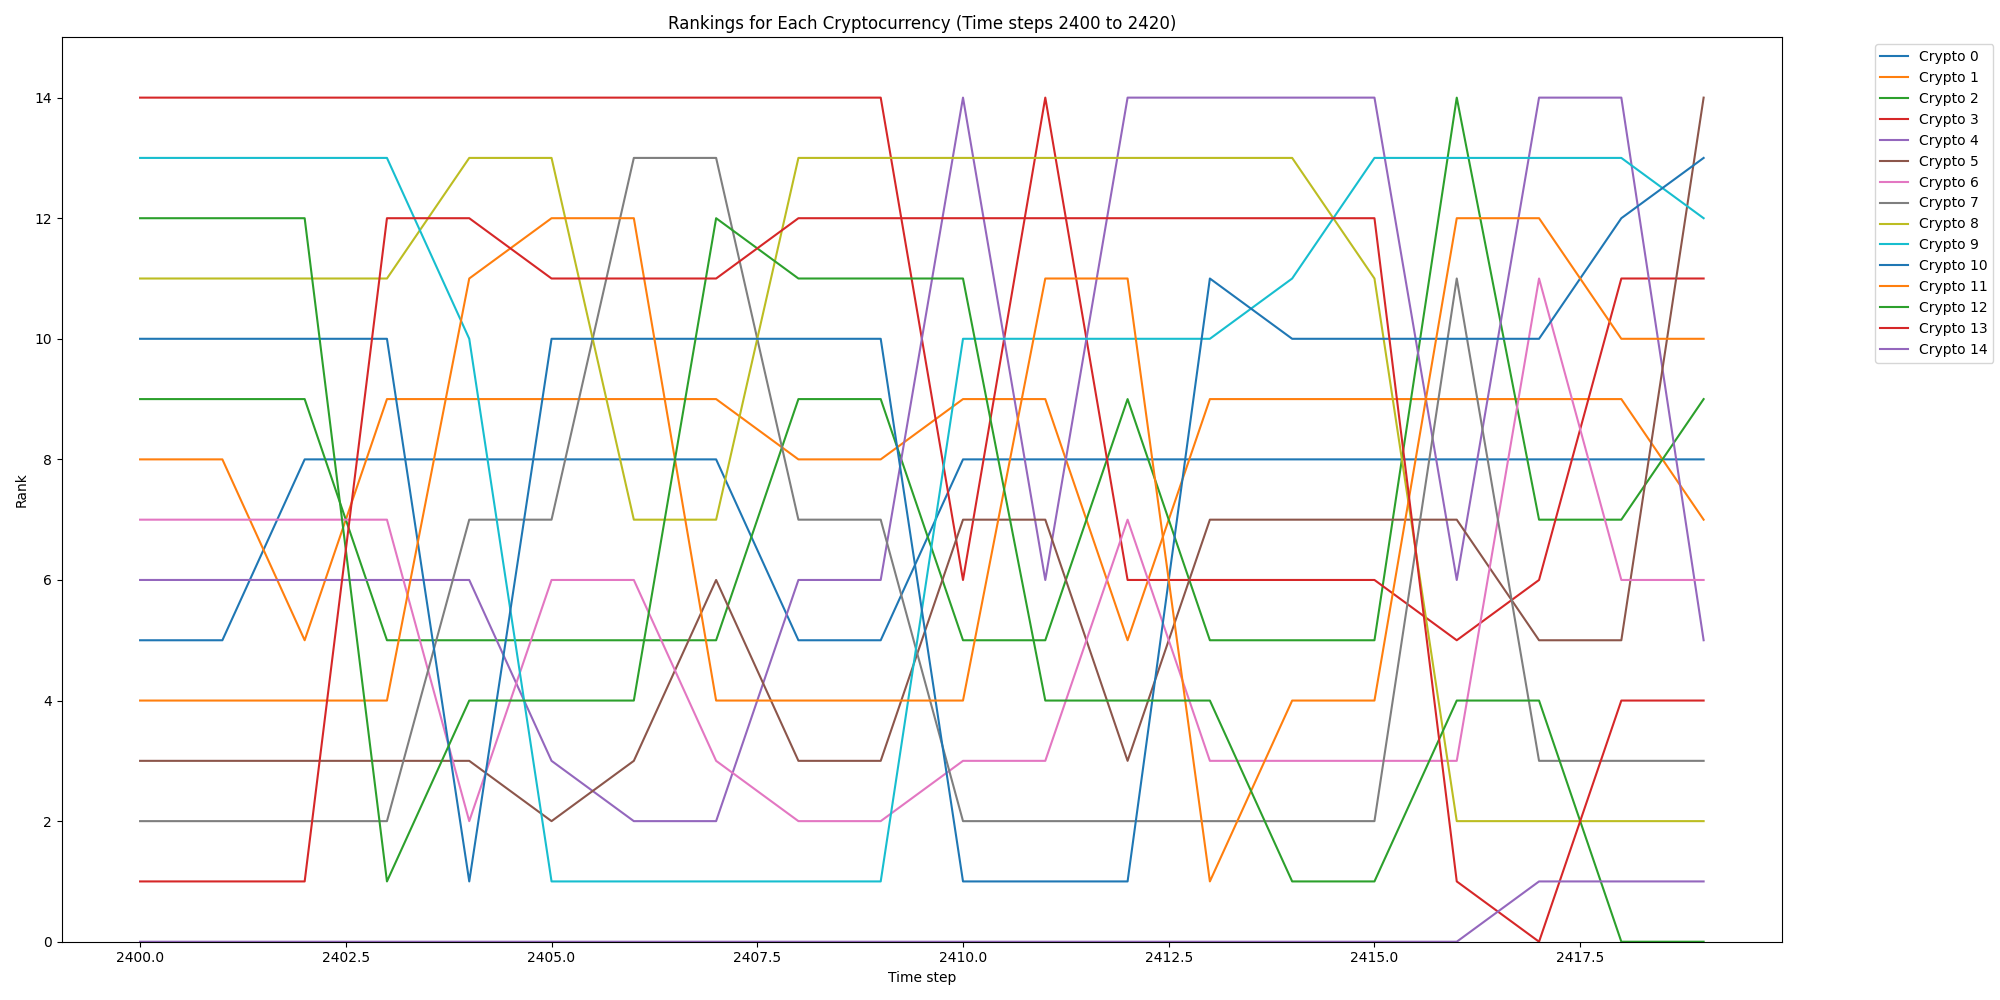 Rankings for Each Cryptocurrency (Time steps 2400 to 2420)
Rank
14
12
10
8
6
4
2
0
2400.0 2402.5 2405.0 2407.5 2410.0 2412.5 2415.0 2417.5
Time step
Crypto 0
Crypto 1
Crypto 2
Crypto 3
Crypto 4
Crypto 5
Crypto 6
Crypto 7
Crypto 8
Crypto 9
Crypto 10
Crypto 11
Crypto 12
Crypto 13
Crypto 14